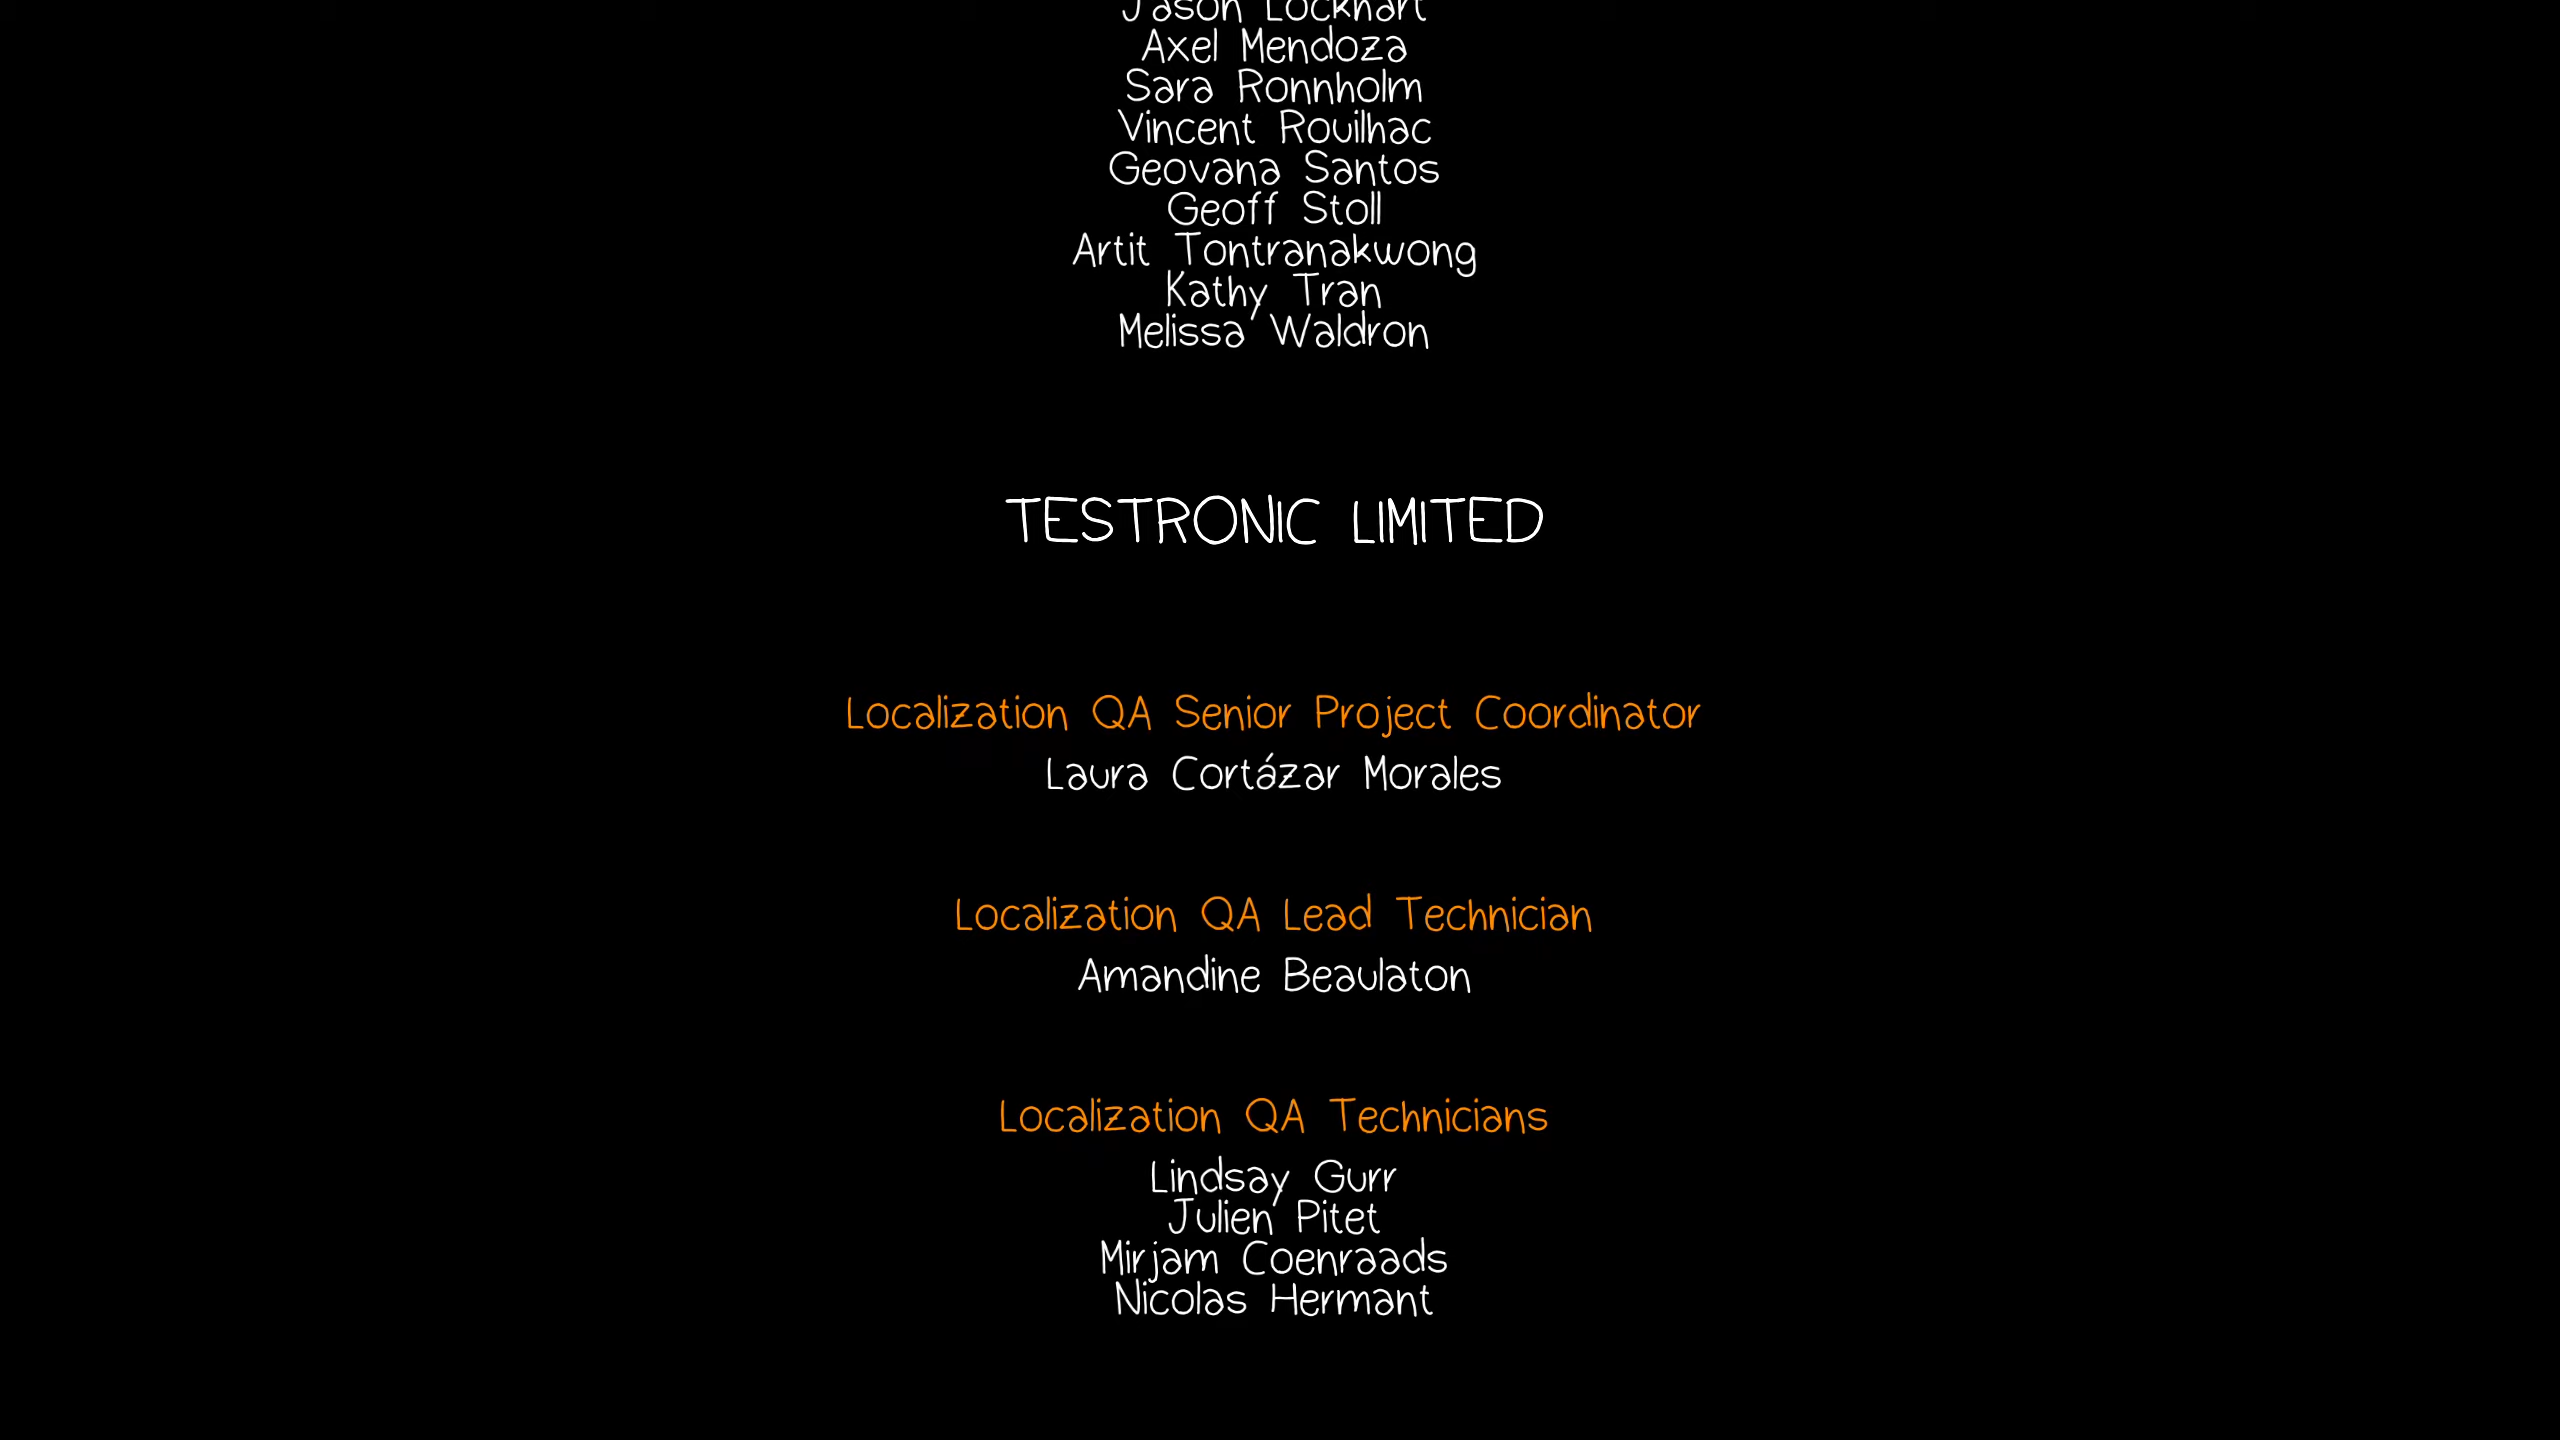 Jason Lockhart
Axel Mendoza
Sara Ronnholm
Vincent Rouilhac
Geovana Santos
Geoff Stoll
Artit Tontranakwong
Kathy Tran
Melissa Waldron
TESTRONIC LIMITED
Localization QA Senior Project Coordinator
Laura Cortázar Morales
Localization QA Lead Technician
Amandine Beaulaton
Localization QA Technicians
Lindsay Gurr
Julien Pitet
Mirjam Coenraads
Nicolas Hermant